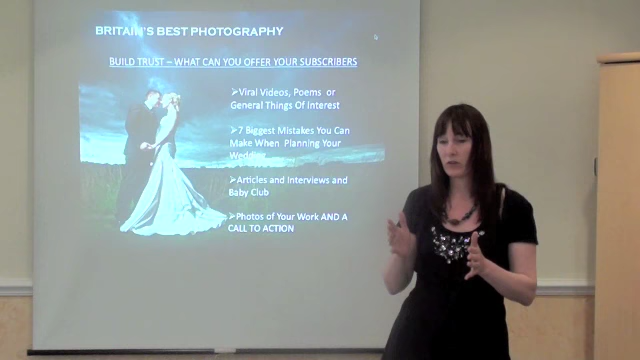 BRITAIN'S BEST PHOTOGRAPHY
BUILD TRUST – WHAT CAN YOU OFFER YOUR SUBSCRIBERS
➢Viral Videos, Poems or
General Things Of Interest
➢7 Biggest Mistakes You Can
Make When Planning Your
Wedding
➢Articles and Interviews and
Baby Club
➢Photos of Your Work AND A
CALL TO ACTION